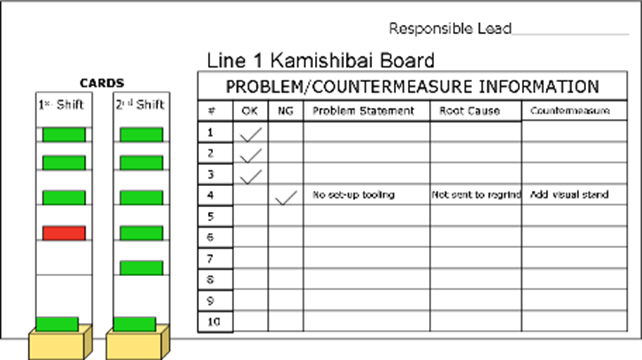 Responsible Lead
Line 1 Kamishibai Board
CARDS
1st Shift 2nd Shift
PROBLEM/COUNTERMEASURE INFORMATION
# OK NG Problem Statement Root Cause Countermeasure
1
2
3
4 No set-up tooling Not sent to regrind Add visual stand
5
6
7
8
9
10